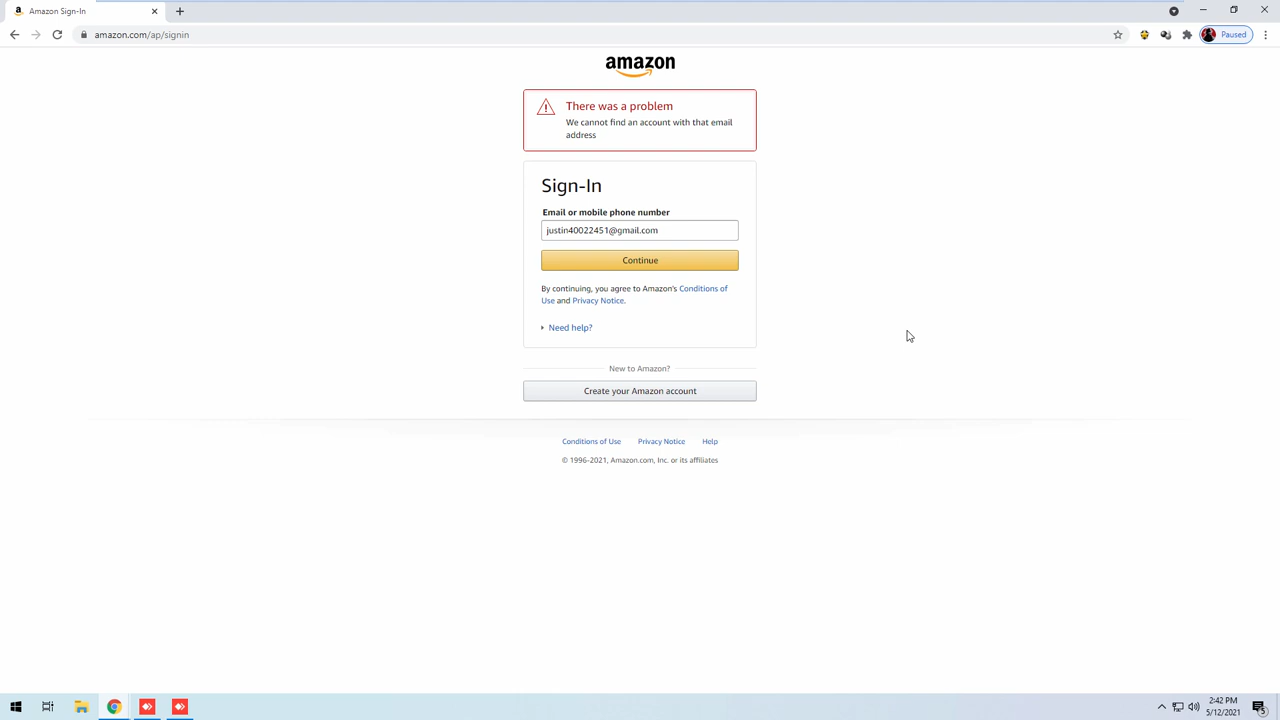 Amazon Sign-In
amazon.com/ap/signin
Paused
amazon
There was a problem
We cannot find an account with that email
address
Sign-In
Email or mobile phone number
justin40022451@gmail.com
Continue
By continuing, you agree to Amazon's Conditions of
Use and Privacy Notice.
Need help?
New to Amazon?
Create your Amazon account
Conditions of Use Privacy Notice Help
© 1996-2021, Amazon.com, Inc. or its affiliates
2:42 PM
5/12/2021